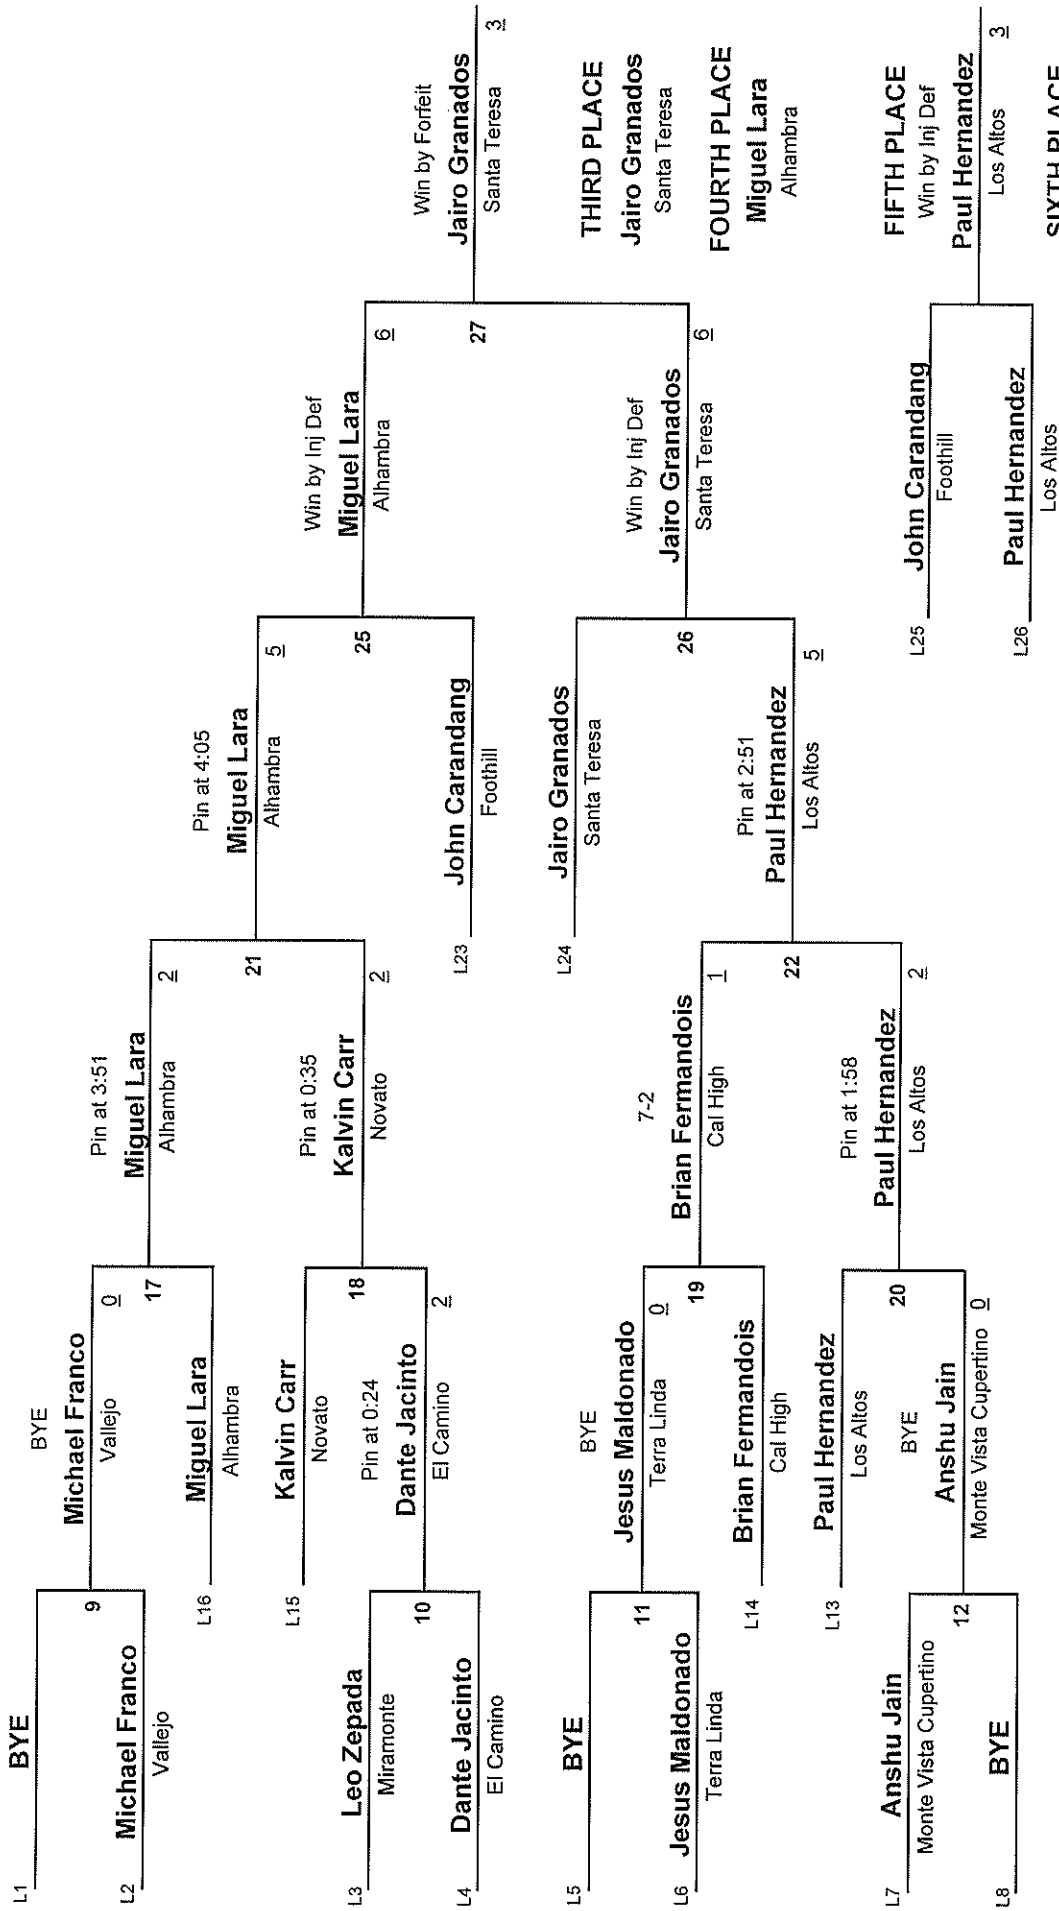 L1
BYE
9
L2
Michael Franco
Vallejo
BYE
Michael Franco
0
Vallejo
17
L16
Miguel Lara
Alhambra
Pin at 3:51
Miguel Lara
2
Alhambra
L3
Leo Zepada
Miramonte
10
L4
Dante Jacinto
El Camino
L15
Kalvin Carr
Novato
18
Pin at 0:24
Dante Jacinto
2
El Camino
Pin at 0:35
Kalvin Carr
2
Novato
21
Pin at 4:05
Miguel Lara
5
Alhambra
25
L23
John Carandang
Foothill
Win by Inj Def
Miguel Lara
6
Alhambra
27
Win by Forfeit
Jairo Granados
3
Santa Teresa
L5
BYE
11
L6
Jesus Maldonado
Terra Linda
BYE
Jesus Maldonado
0
Terra Linda
19
L14
Brian Fermandois
Cal High
7-2
Brian Fermandois
1
Cal High
22
L7
Anshu Jain
Monte Vista Cupertino
12
L8
BYE
L13
Paul Hernandez
Los Altos
20
BYE
Anshu Jain
Monte Vista Cupertino 0
Pin at 1:58
Paul Hernandez
2
Los Altos
L24
Jairo Granados
Santa Teresa
26
Pin at 2:51
Paul Hernandez
5
Los Altos
Win by Inj Def
Jairo Granados
6
Santa Teresa
THIRD PLACE
Jairo Granados
Santa Teresa
FOURTH PLACE
Miguel Lara
Alhambra
L25
John Carandang
Foothill
L26
Paul Hernandez
Los Altos
FIFTH PLACE
Win by Inj Def
Paul Hernandez
3
Los Altos
SIXTH PLACE